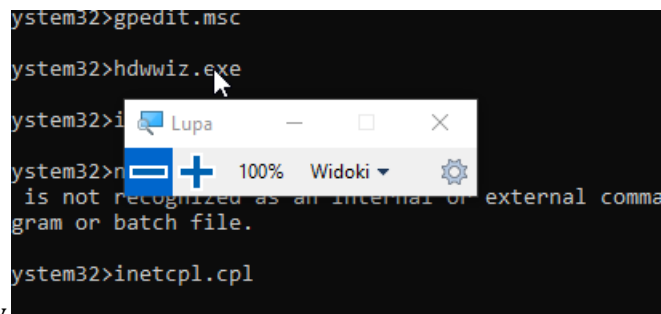 ystem32>gpedit.msc
ystem32>hdwwiz.exe
ystem32>i
Lupa
ystem32>n
100% Widoki
is not recognized as an internal or external comma
gram or batch file.
ystem32>inetcpl.cpl